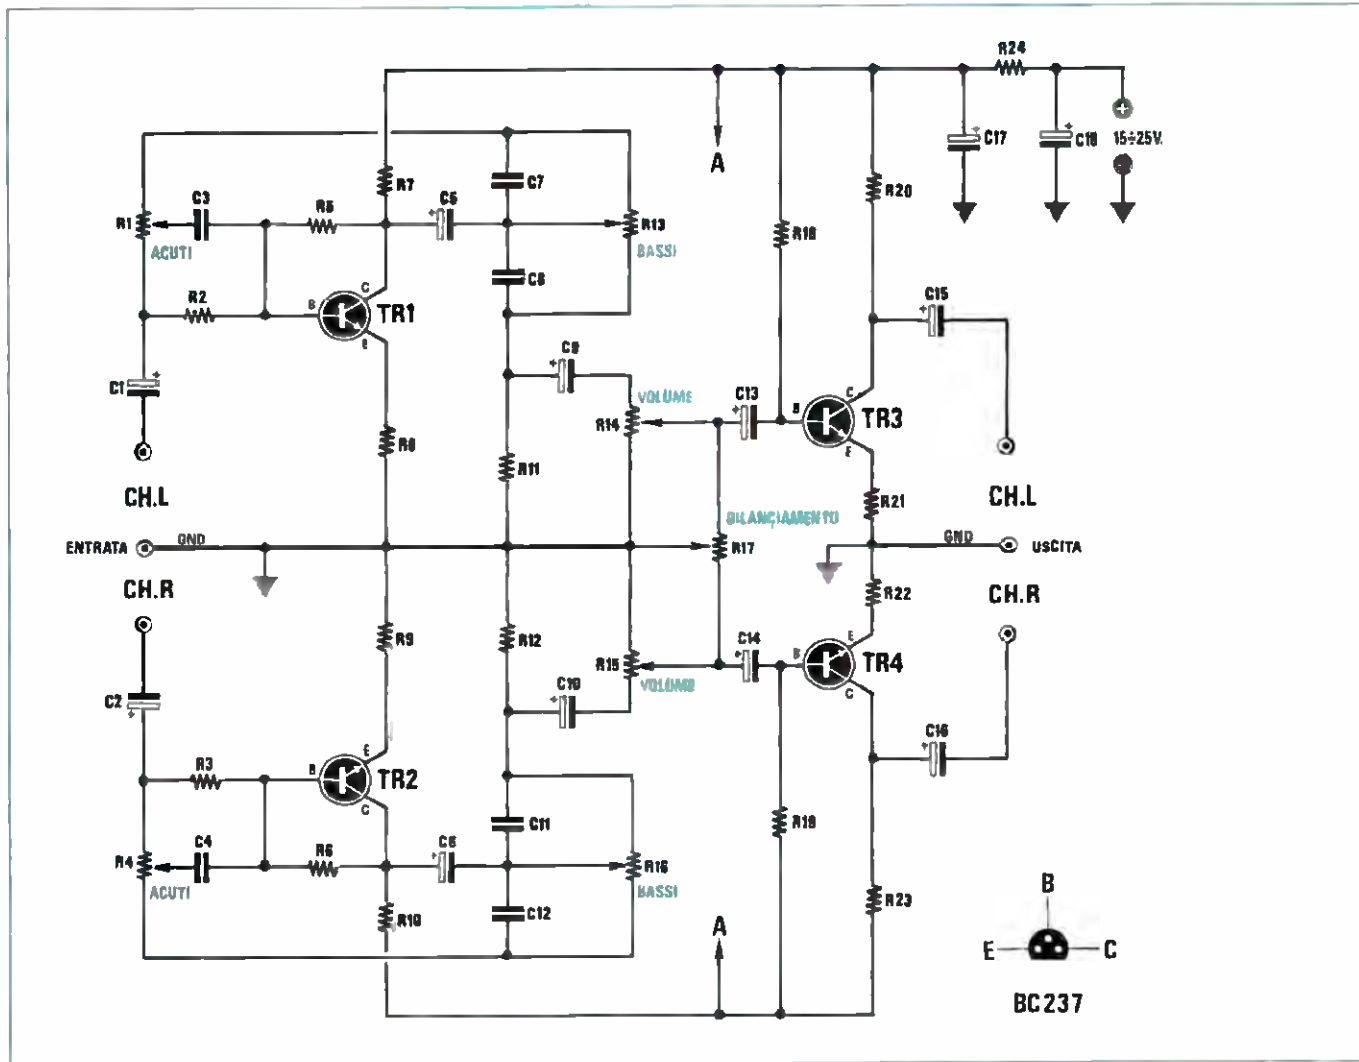 R24
A
C17
C18
15÷25V.
R7
C7
R20
C3
R5
C5
R1
R13
R18
ACUTI
BASSI
R2
C
C8
C15
B
TR1
E
C9
C1
VOLUME
C13
C
R14
B
TR3
R8
E
R11
CH.L
R21
CH.L
BILANCIAMENTO
ENTRATA
GND
R17
GND
USCITA
CH.R
R22
CH.R
R9
R12
C14
E
R15
B
TR4
VOLUME
C
C2
C10
C16
E
R3
B
TR2
C
R19
C4
R6
C6
C11
R4
R16
ACUTI
BASSI
B
R10
C12
R23
A
E
C
BC237